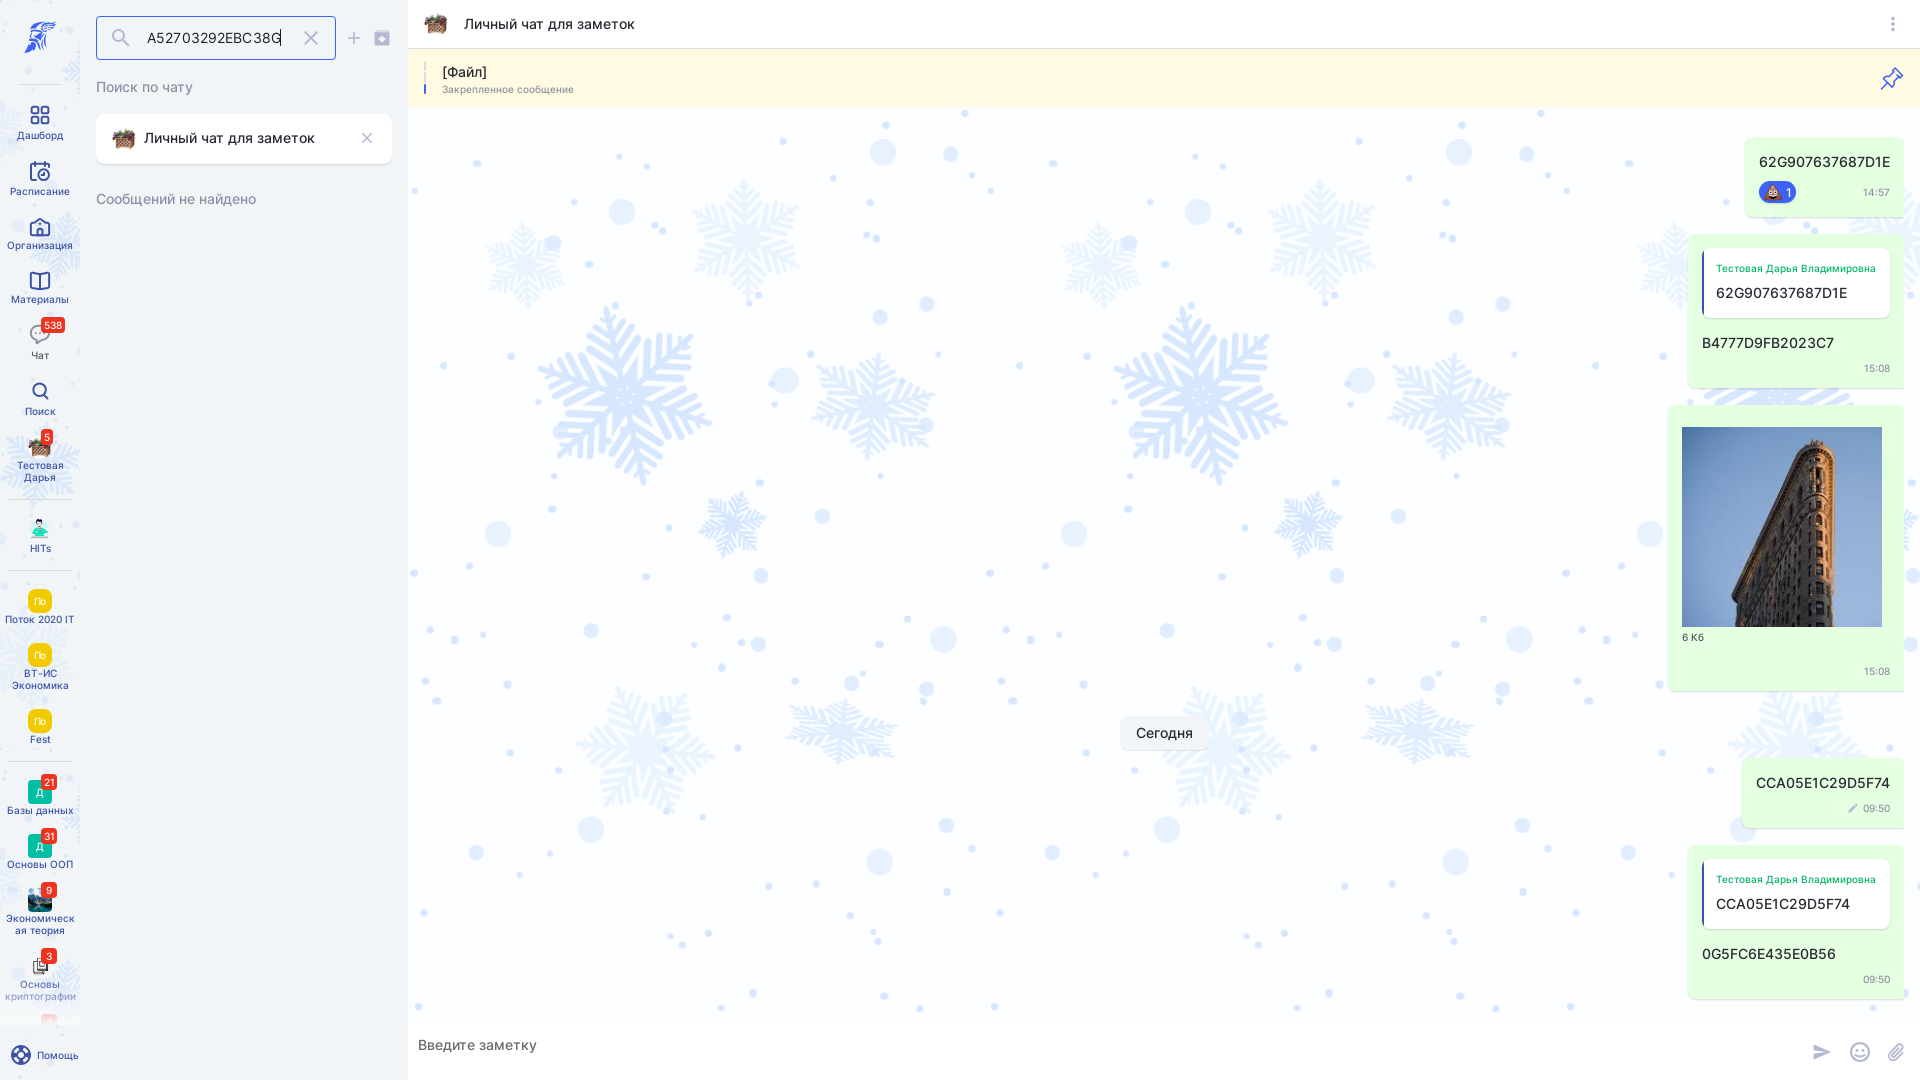 A52703292EBC38G
Поиск по чату
Личный чат для заметок
Сообщений не найдено
Дашборд
Расписание
Организация
Материалы
538
Чат
Поиск
5
Тестовая
Дарья
HITs
По
Поток 2020 IT
По
ВТ-ИС
Экономика
По
Fest
21
Д
Базы данных
31
Д
Основы ООП
9
Экономическ
ая теория
3
Основы
криптографии
Помощь
Личный чат для заметок
[Файл]
Закрепленное сообщение
62G907637687D1E
1
14:57
Тестовая Дарья Владимировна
62G907637687D1E
B4777D9FB2023C7
15:08
6 Кб
15:08
Сегодня
CCA05E1C29D5F74
09:50
Тестовая Дарья Владимировна
CCA05E1C29D5F74
0G5FC6E435E0B56
09:50
Введите заметку